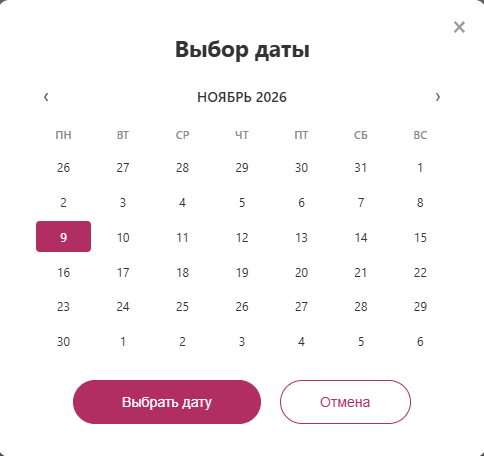 ×
Выбор даты
‹ НОЯБРЬ 2026 ›
ПН ВТ СР ЧТ ПТ СБ ВС
26 27 28 29 30 31 1
2 3 4 5 6 7 8
9 10 11 12 13 14 15
16 17 18 19 20 21 22
23 24 25 26 27 28 29
30 1 2 3 4 5 6
Выбрать дату Отмена